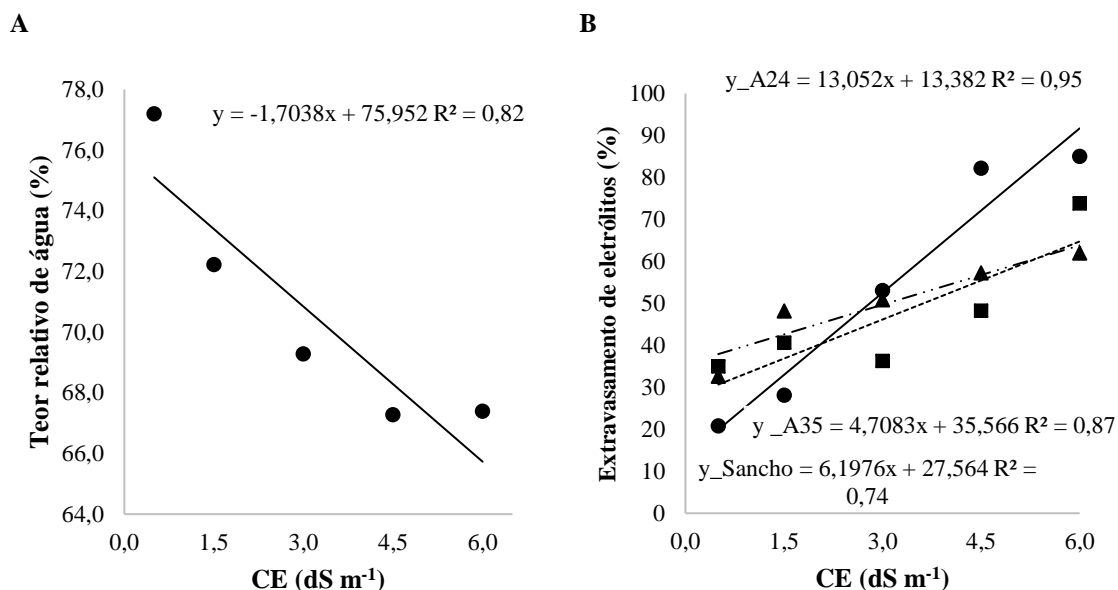 A
Teor relativo de água (%)
78,0
76,0
74,0
72,0
70,0
68,0
66,0
64,0
y = -1,7038x + 75,952 R² = 0,82
0,0 1,5 3,0 4,5 6,0
CE (dS m⁻¹)
B
Extravasamento de eletrólitos (%)
y_A24 = 13,052x + 13,382 R² = 0,95
100
90
80
70
60
50
40
30
20
10
0
y _A35 = 4,7083x + 35,566 R² = 0,87
y_Sancho = 6,1976x + 27,564 R² =
0,74
0,0 1,5 3,0 4,5 6,0
CE (dS m⁻¹)